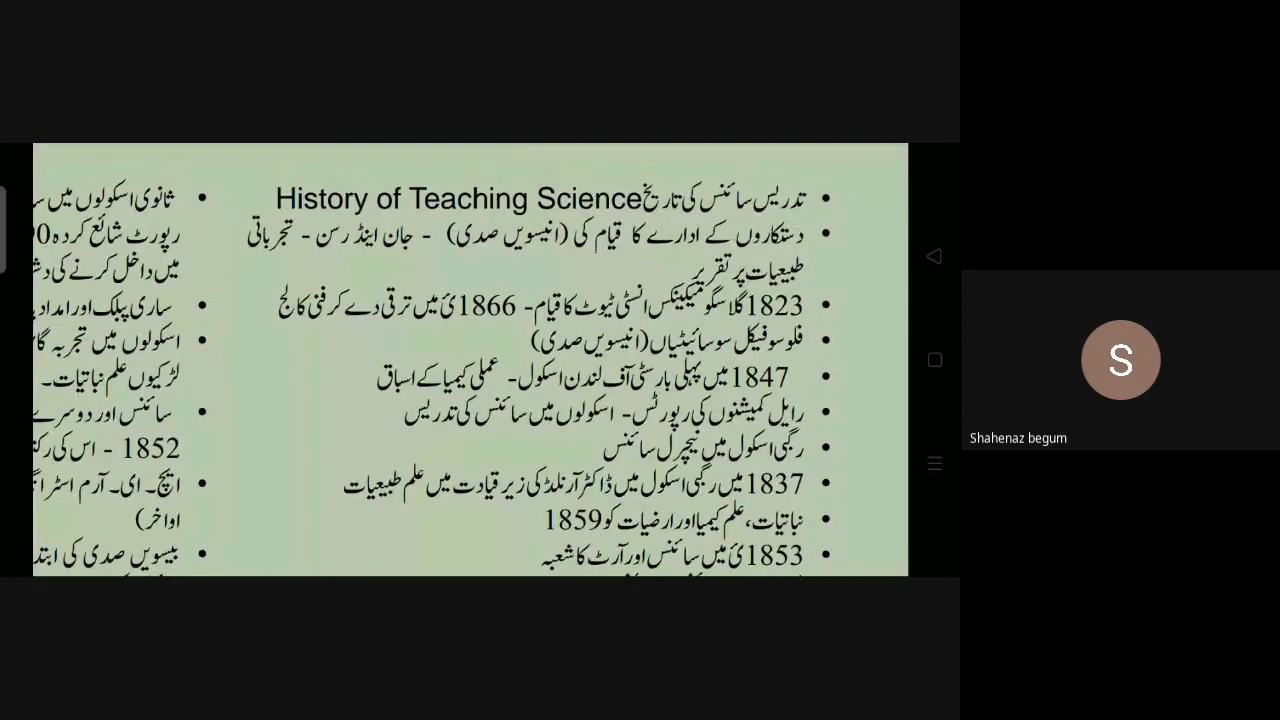 تدریس سائنس کی تاریخ History of Teaching Science
دستکاروں کے ادارے کا قیام کی (انیسویں صدی) - جان اینڈ رسن - تجرباتی
طبیعیات پر تقریر
1823 گلاسگو میکینکس انسٹی ٹیوٹ کا قیام - 1866ئ میں ترقی دے کر فنی کالج
فلوسوفیکل سوسائیٹیاں (انیسویں صدی)
1847 میں پہلی بار سٹی آف لندن اسکول - عملی کیمیا کے اسباق
رایل کمیشنوں کی رپورٹس - اسکولوں میں سائنس کی تدریس
رگبی اسکول میں نیچرل سائنس
1837 میں رگبی اسکول میں ڈاکٹر آرنلڈ کی زیر قیادت میں علم طبیعیات
نباتیات، علم کیمیا اور ارضیات کو 1859
1853ئ میں سائنس اور آرٹ کا شعبہ
ثانوی اسکولوں میں
رپورٹ شائع کردہ
میں داخل کرنے کی
ساری پبلک اور امداد
اسکولوں میں تجربہ
لڑکیوں علم نباتیات۔
سائنس اور دوسرے
1852 - اس کی
ایچ۔ ای۔ آرم
اواخر)
بیسویں صدی کی
S
Shahenaz begum